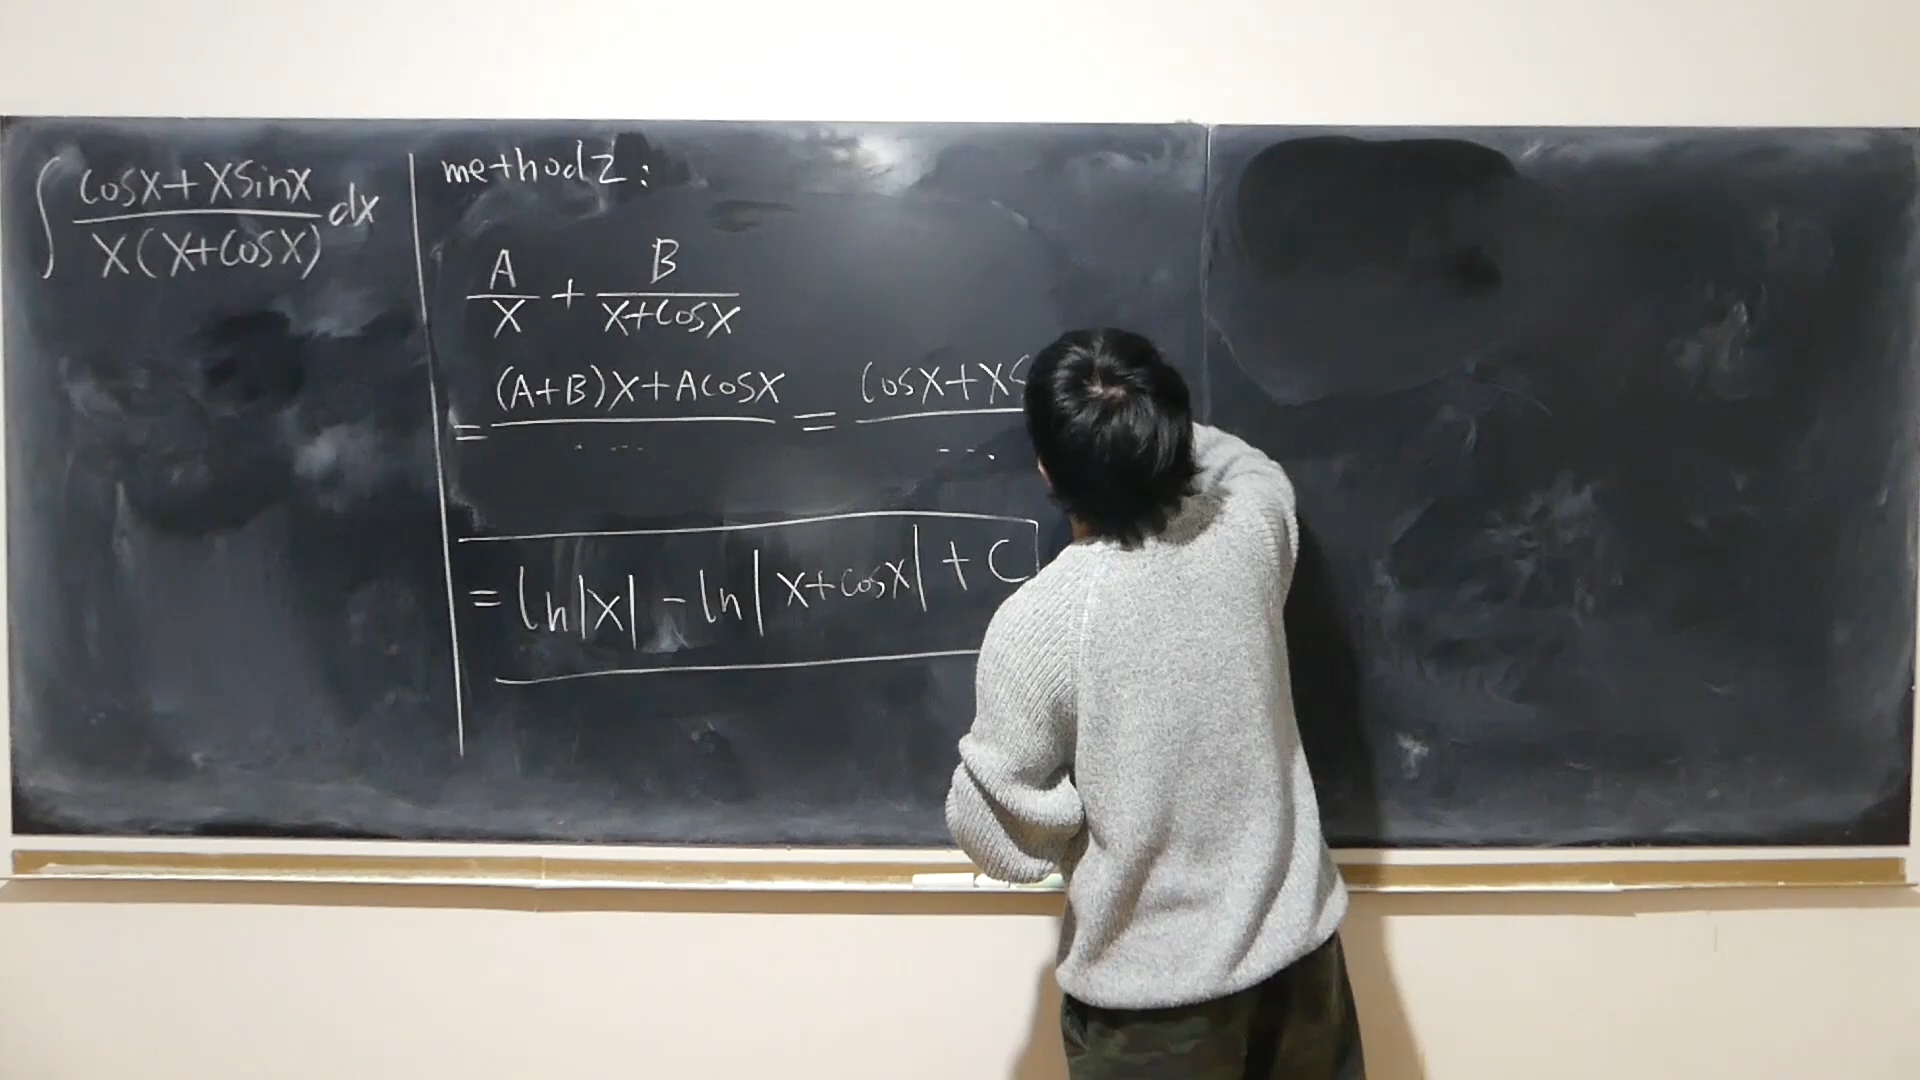 ∫ (cosx + xsinx) / (x(x+cosx)) dx
method2:
A/x + B/(x+cosx)
= ((A+B)x + Acosx) / ... = (cosx + x
= ln|x| - ln|x+cosx| + C